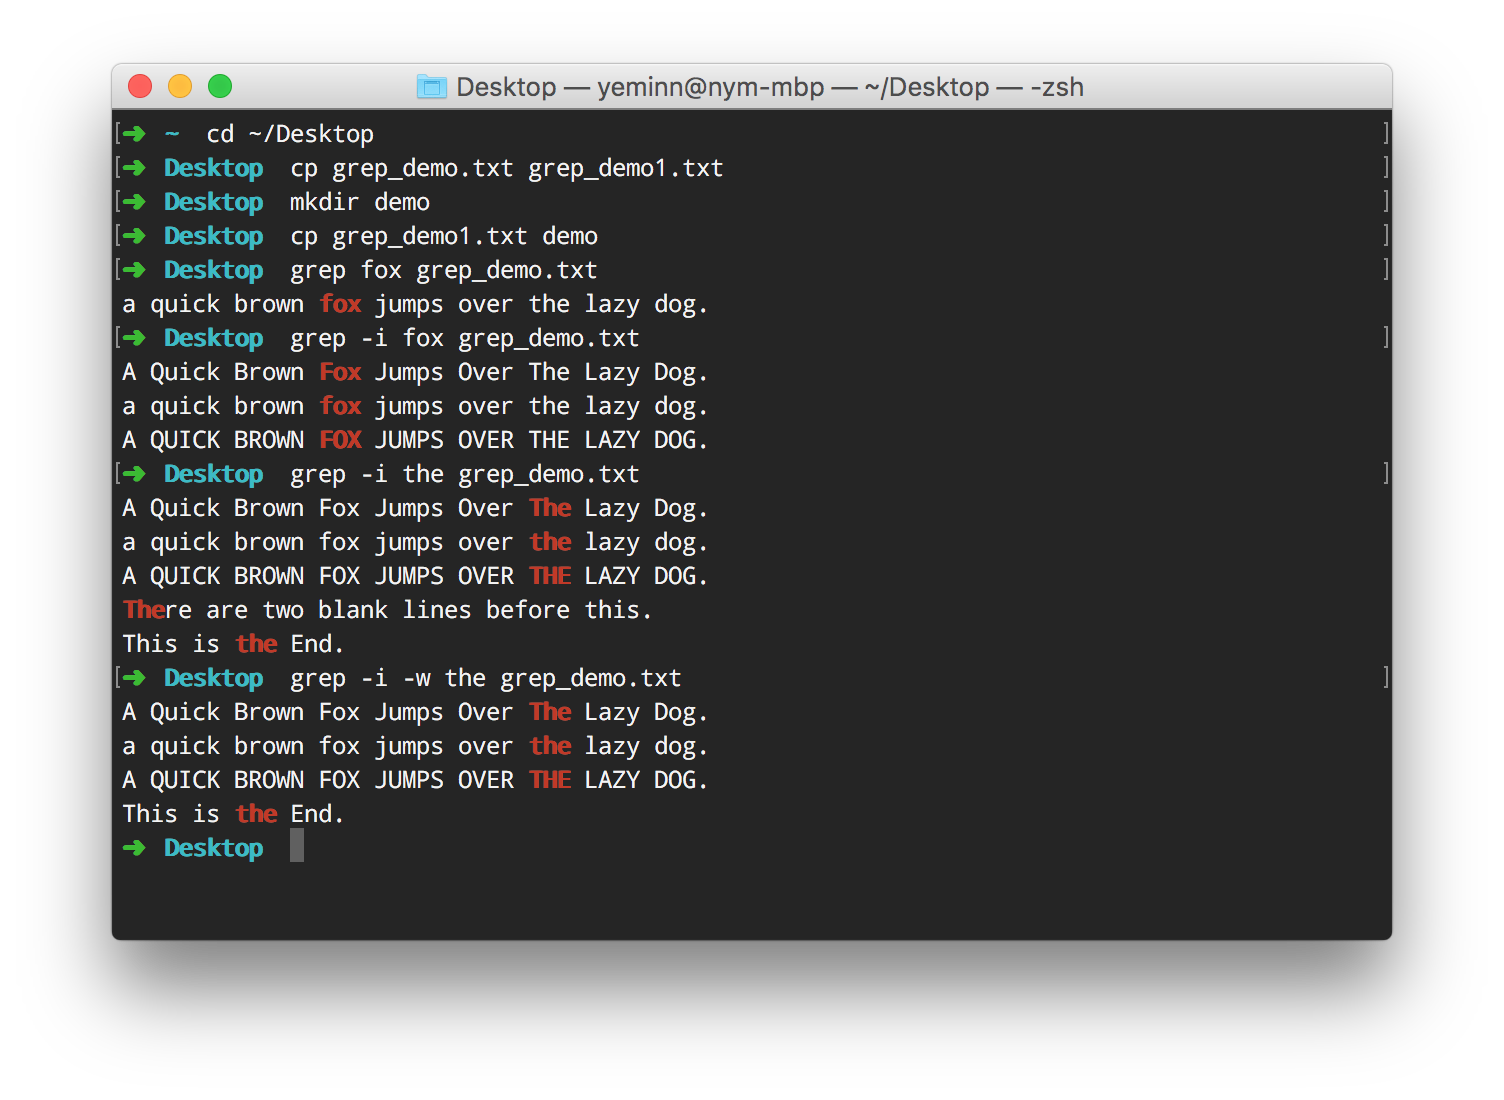 Desktop — yeminn@nym-mbp — ~/Desktop — -zsh
[➜ ~ cd ~/Desktop ]
[➜ Desktop cp grep_demo.txt grep_demo1.txt ]
[➜ Desktop mkdir demo ]
[➜ Desktop cp grep_demo1.txt demo ]
[➜ Desktop grep fox grep_demo.txt ]
a quick brown fox jumps over the lazy dog.
[➜ Desktop grep -i fox grep_demo.txt ]
A Quick Brown Fox Jumps Over The Lazy Dog.
a quick brown fox jumps over the lazy dog.
A QUICK BROWN FOX JUMPS OVER THE LAZY DOG.
[➜ Desktop grep -i the grep_demo.txt ]
A Quick Brown Fox Jumps Over The Lazy Dog.
a quick brown fox jumps over the lazy dog.
A QUICK BROWN FOX JUMPS OVER THE LAZY DOG.
There are two blank lines before this.
This is the End.
[➜ Desktop grep -i -w the grep_demo.txt ]
A Quick Brown Fox Jumps Over The Lazy Dog.
a quick brown fox jumps over the lazy dog.
A QUICK BROWN FOX JUMPS OVER THE LAZY DOG.
This is the End.
➜ Desktop